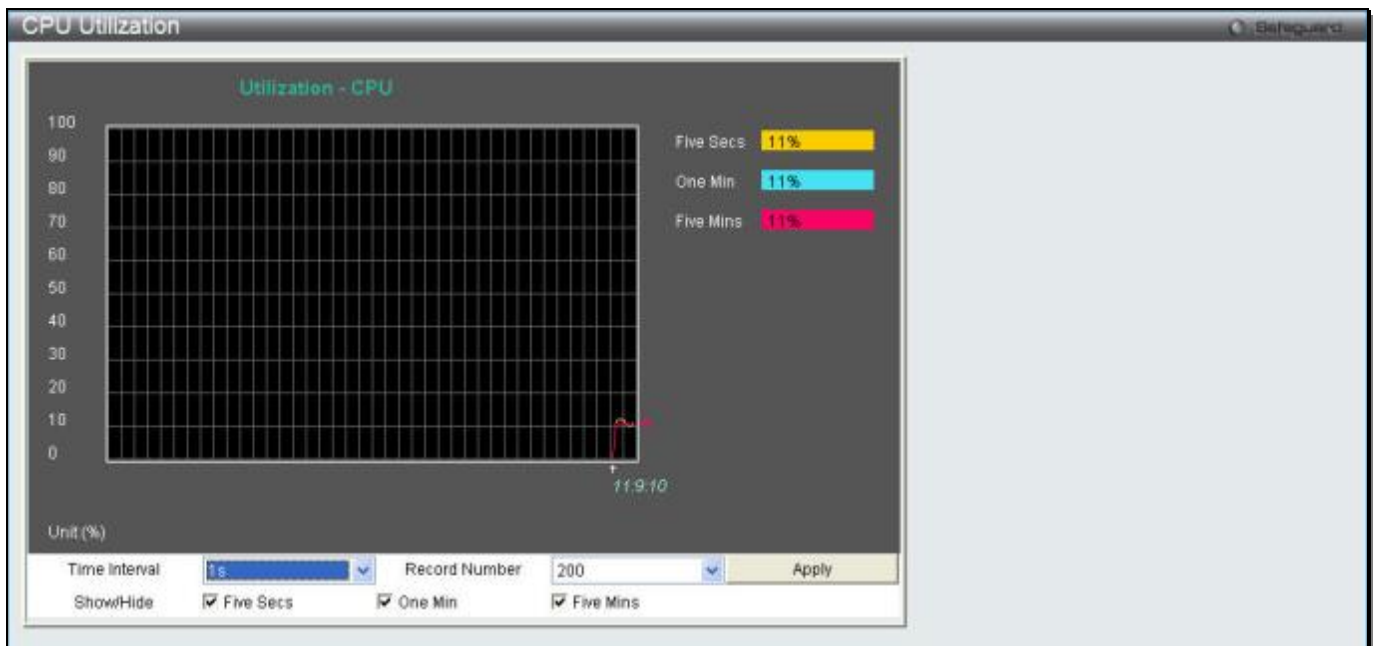 CPU Utilization
Safeguard
Utilization - CPU
100
90
80
70
60
50
40
30
20
10
0
Five Secs 11%
One Min 11%
Five Mins 11%
11:9:10
Unit (%)
Time Interval 1s Record Number 200 Apply
Show/Hide Five Secs One Min Five Mins